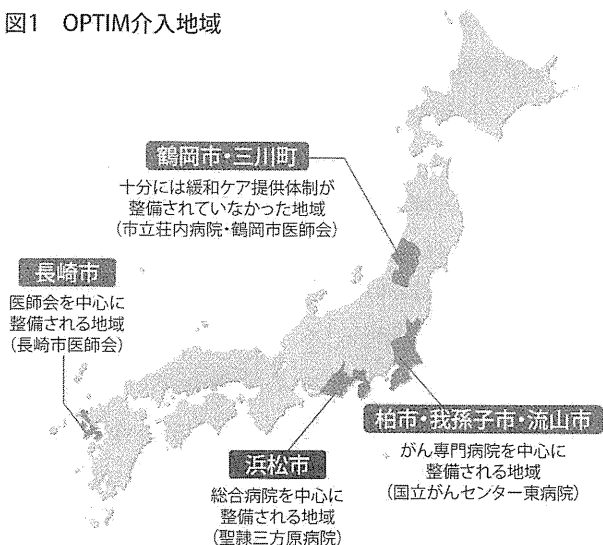 図1 OPTIM介入地域
鶴岡市・三川町
十分には緩和ケア提供体制が
整備されていなかった地域
(市立荘内病院・鶴岡市医師会)
長崎市
医師会を中心に
整備される地域
(長崎市医師会)
柏市・我孫子市・流山市
がん専門病院を中心に
整備される地域
(国立がんセンター東病院)
浜松市
総合病院を中心に
整備される地域
(聖隷三方原病院)